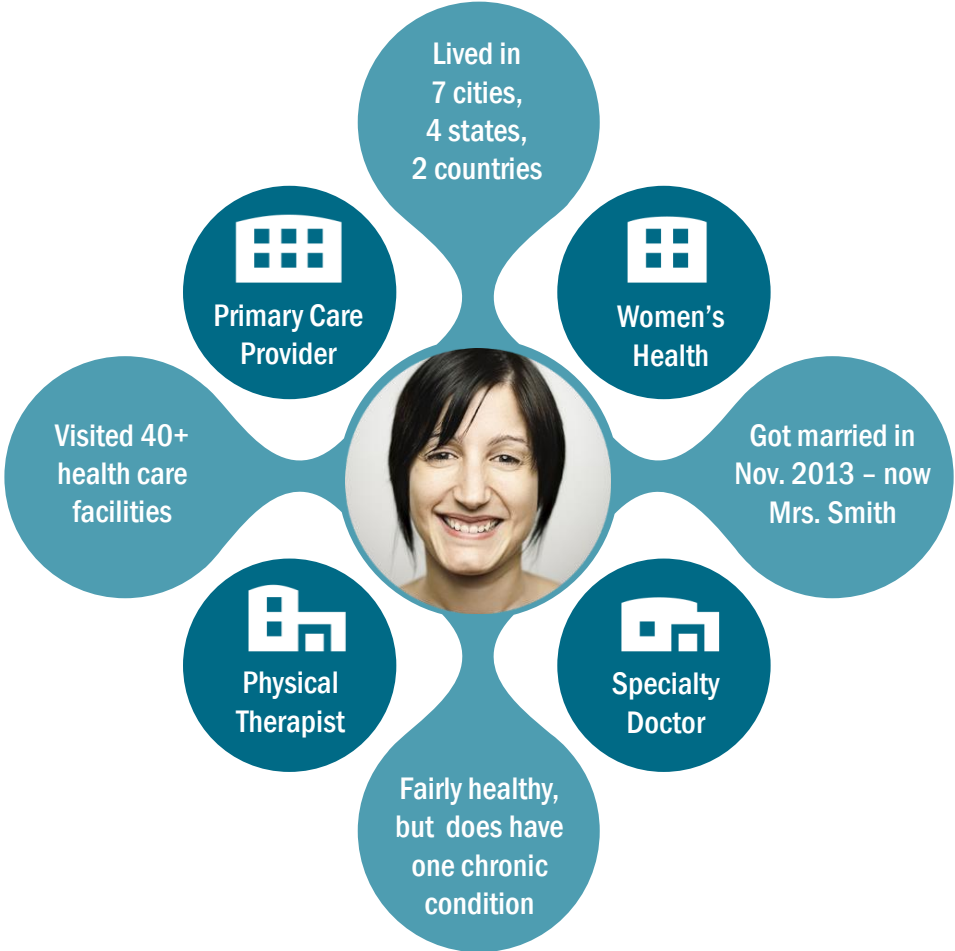 Lived in
7 cities,
4 states,
2 countries
Primary Care
Provider
Women's
Health
Visited 40+
health care
facilities
Got married in
Nov. 2013 – now
Mrs. Smith
Physical
Therapist
Specialty
Doctor
Fairly healthy,
but does have
one chronic
condition